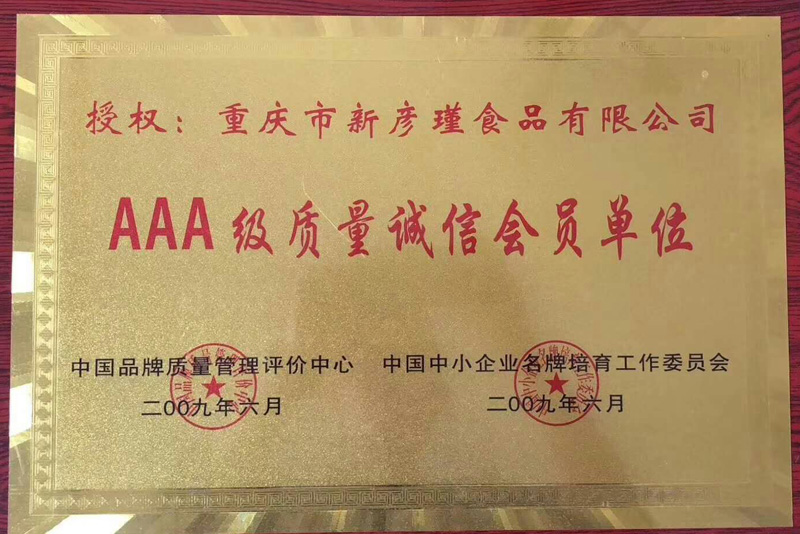 授权：重庆市新彦瑾食品有限公司
AAA级质量诚信会员单位
中国品牌质量管理评价中心
二00九年六月
中国中小企业名牌培育工作委员会
二00九年六月